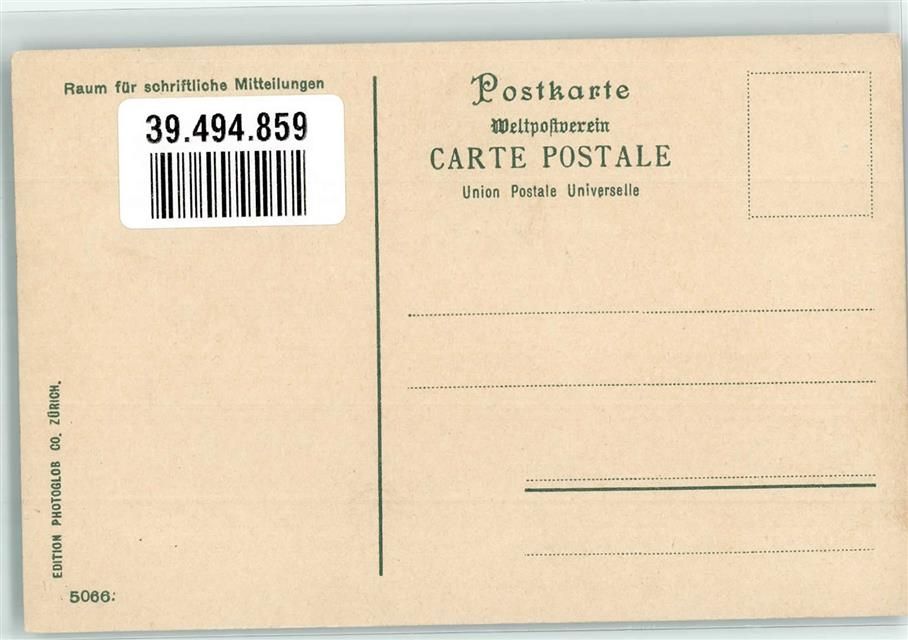 Raum für schriftliche Mitteilungen
39.494.859
EDITION PHOTOGLOB CO. ZÜRICH.
5066.
Postkarte
Weltpostverein
CARTE POSTALE
Union Postale Universelle